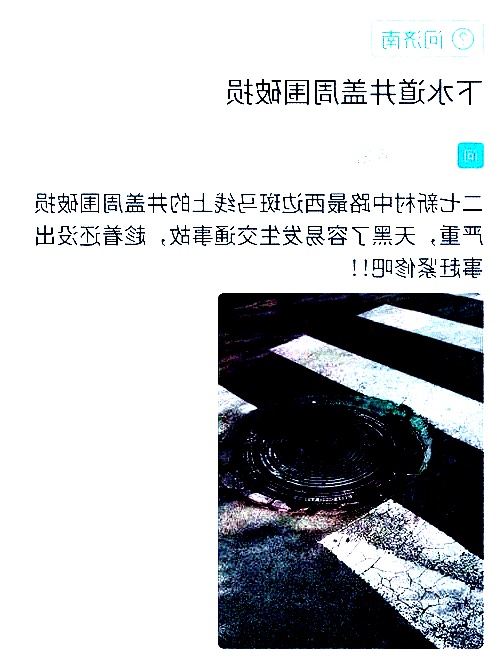 问济南
下水道井盖周围破损
问
二七新村中路最西边斑马线上的井盖周围破损
严重，天黑了容易发生交通事故，趁着还没出
事赶紧修吧!!!